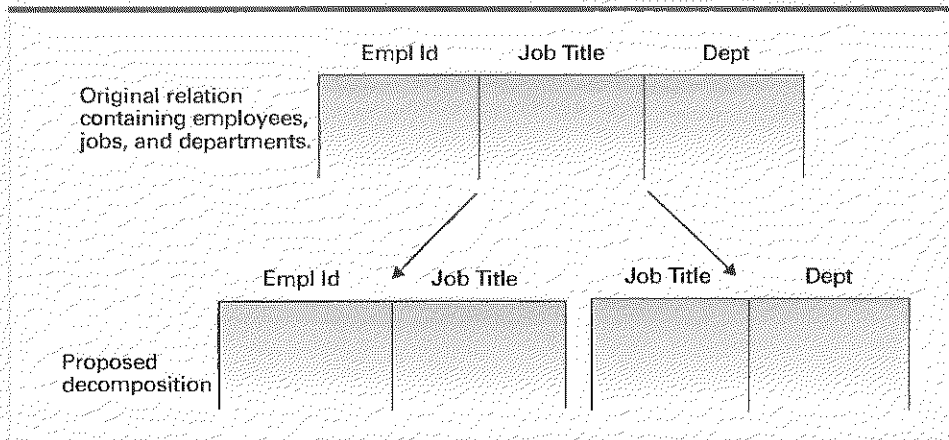 Empl Id Job Title Dept
Original relation
containing employees,
jobs, and departments.
Empl Id Job Title Job Title Dept
Proposed
decomposition